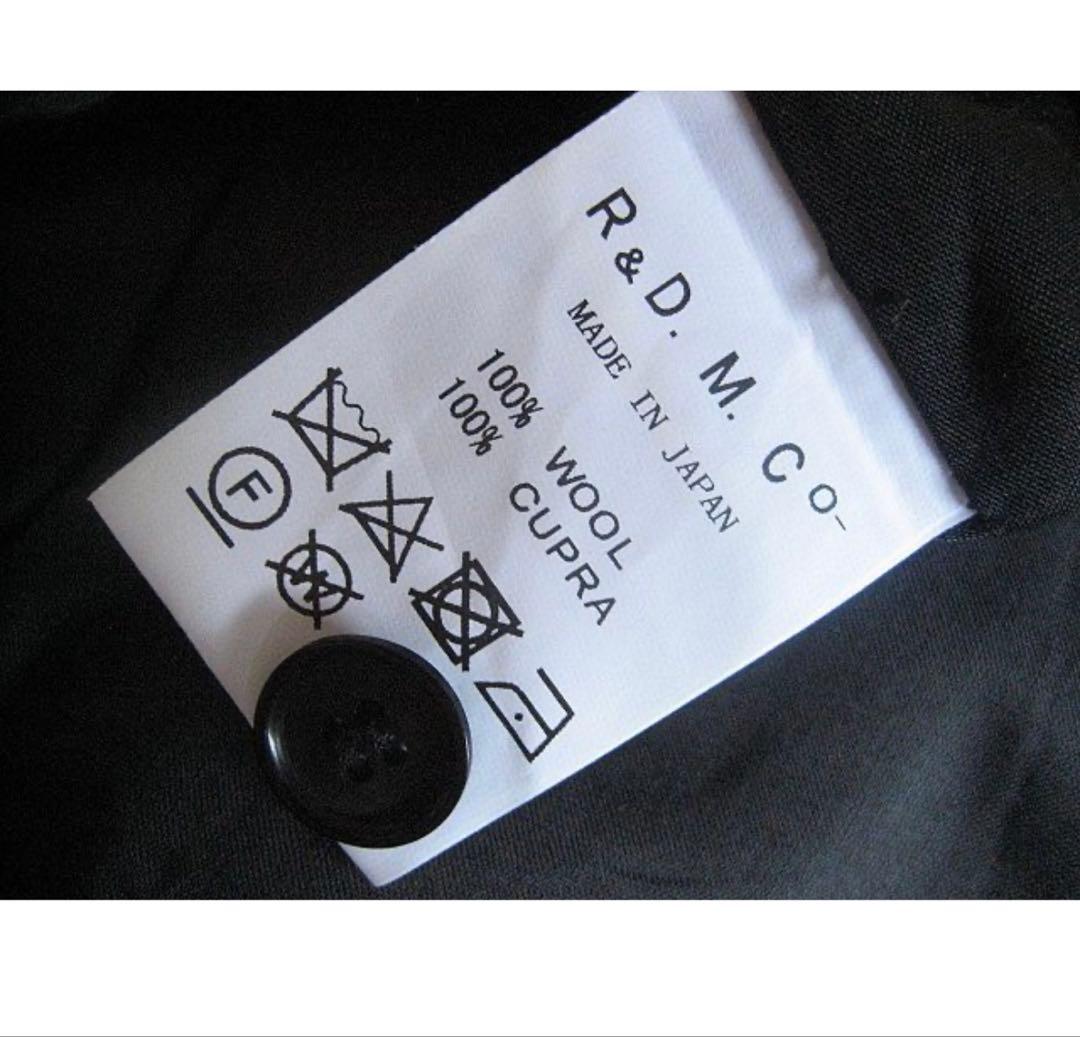 R & D. M. Co-
MADE IN JAPAN
100% WOOL
100% CUPRA
F
W